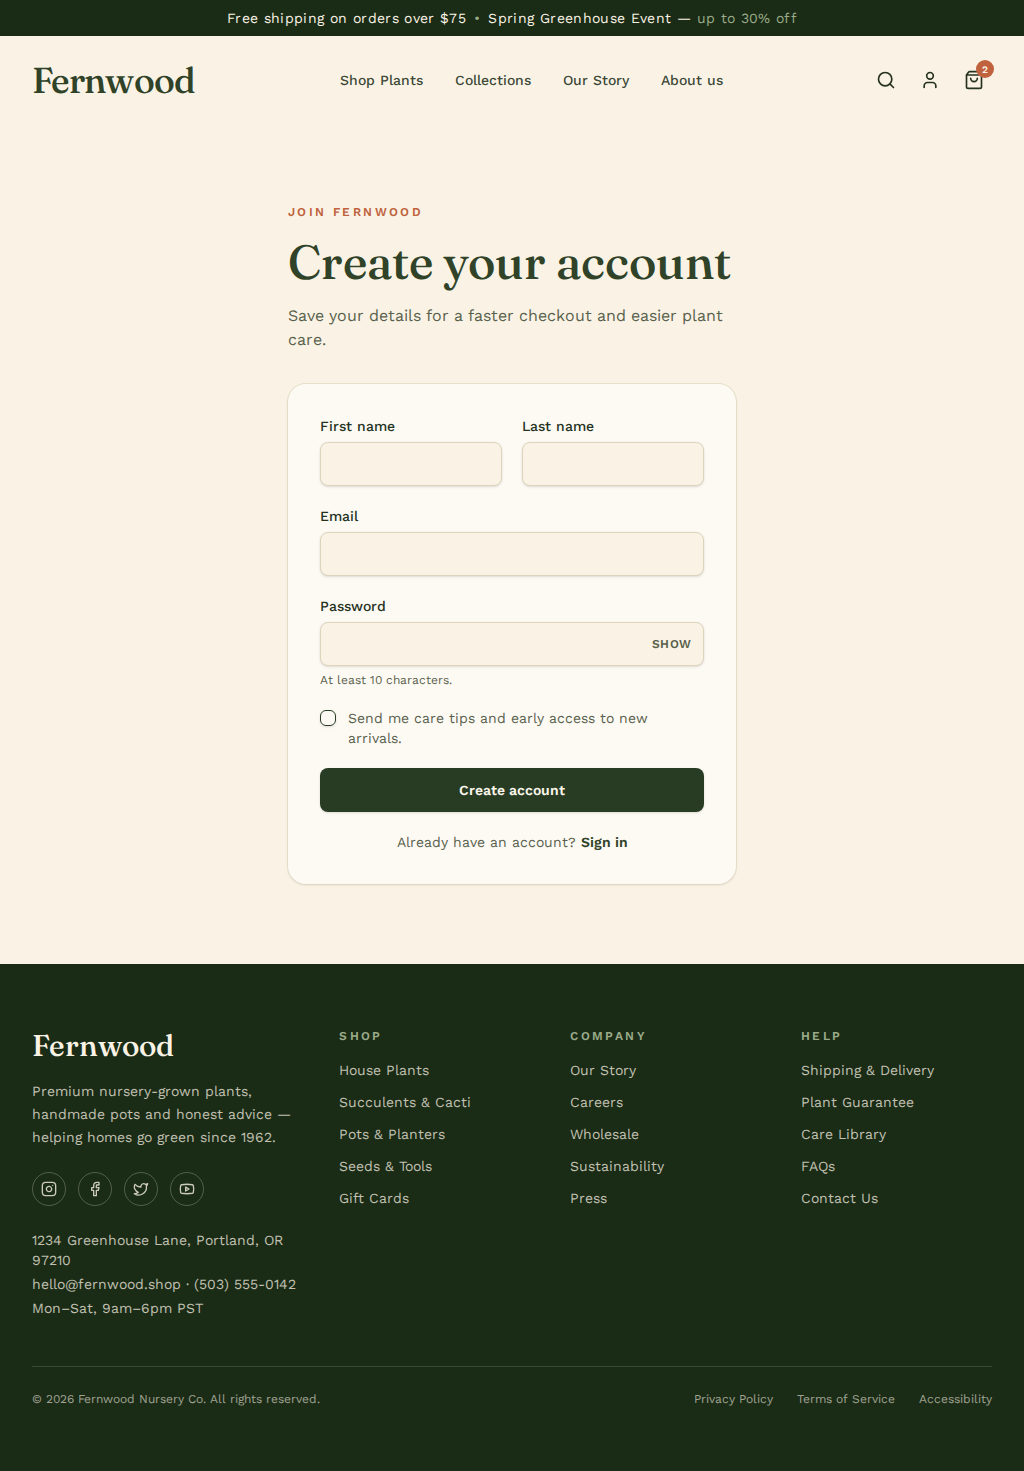 Free shipping on orders over $75 • Spring Greenhouse Event — up to 30% off
Fernwood
Shop Plants
Collections
Our Story
About us
2
JOIN FERNWOOD
Create your account
Save your details for a faster checkout and easier plant
care.
First name
Last name
Email
Password
SHOW
At least 10 characters.
Send me care tips and early access to new
arrivals.
Create account
Already have an account? Sign in
Fernwood
Premium nursery-grown plants,
handmade pots and honest advice —
helping homes go green since 1962.
1234 Greenhouse Lane, Portland, OR
97210
hello@fernwood.shop · (503) 555-0142
Mon–Sat, 9am–6pm PST
SHOP
House Plants
Succulents & Cacti
Pots & Planters
Seeds & Tools
Gift Cards
COMPANY
Our Story
Careers
Wholesale
Sustainability
Press
HELP
Shipping & Delivery
Plant Guarantee
Care Library
FAQs
Contact Us
© 2026 Fernwood Nursery Co. All rights reserved.
Privacy Policy
Terms of Service
Accessibility